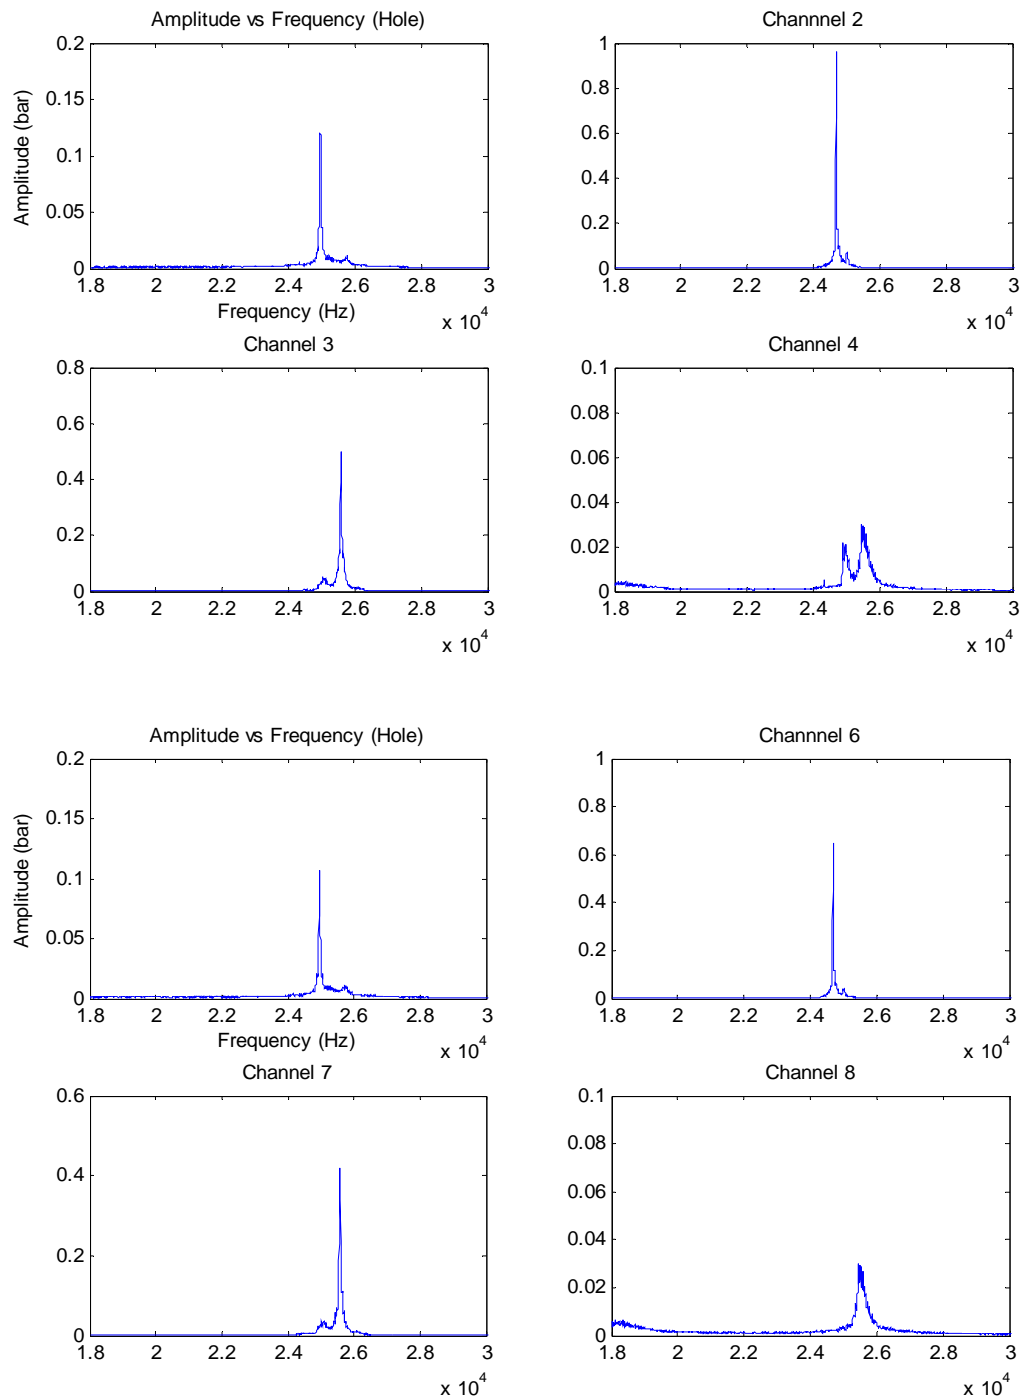 Amplitude vs Frequency (Hole)
Channnel 2
0.2
0.15
0.1
0.05
0
Amplitude (bar)
1.8 2 2.2 2.4 2.6 2.8 3
Frequency (Hz)
x 10^4
1
0.8
0.6
0.4
0.2
0
1.8 2 2.2 2.4 2.6 2.8 3
x 10^4
Channel 3
Channel 4
0.8
0.6
0.4
0.2
0
1.8 2 2.2 2.4 2.6 2.8 3
x 10^4
0.1
0.08
0.06
0.04
0.02
0
1.8 2 2.2 2.4 2.6 2.8 3
x 10^4
Amplitude vs Frequency (Hole)
Channnel 6
0.2
0.15
0.1
0.05
0
Amplitude (bar)
1.8 2 2.2 2.4 2.6 2.8 3
Frequency (Hz)
x 10^4
1
0.8
0.6
0.4
0.2
0
1.8 2 2.2 2.4 2.6 2.8 3
x 10^4
Channel 7
Channel 8
0.6
0.4
0.2
0
1.8 2 2.2 2.4 2.6 2.8 3
x 10^4
0.1
0.08
0.06
0.04
0.02
0
1.8 2 2.2 2.4 2.6 2.8 3
x 10^4